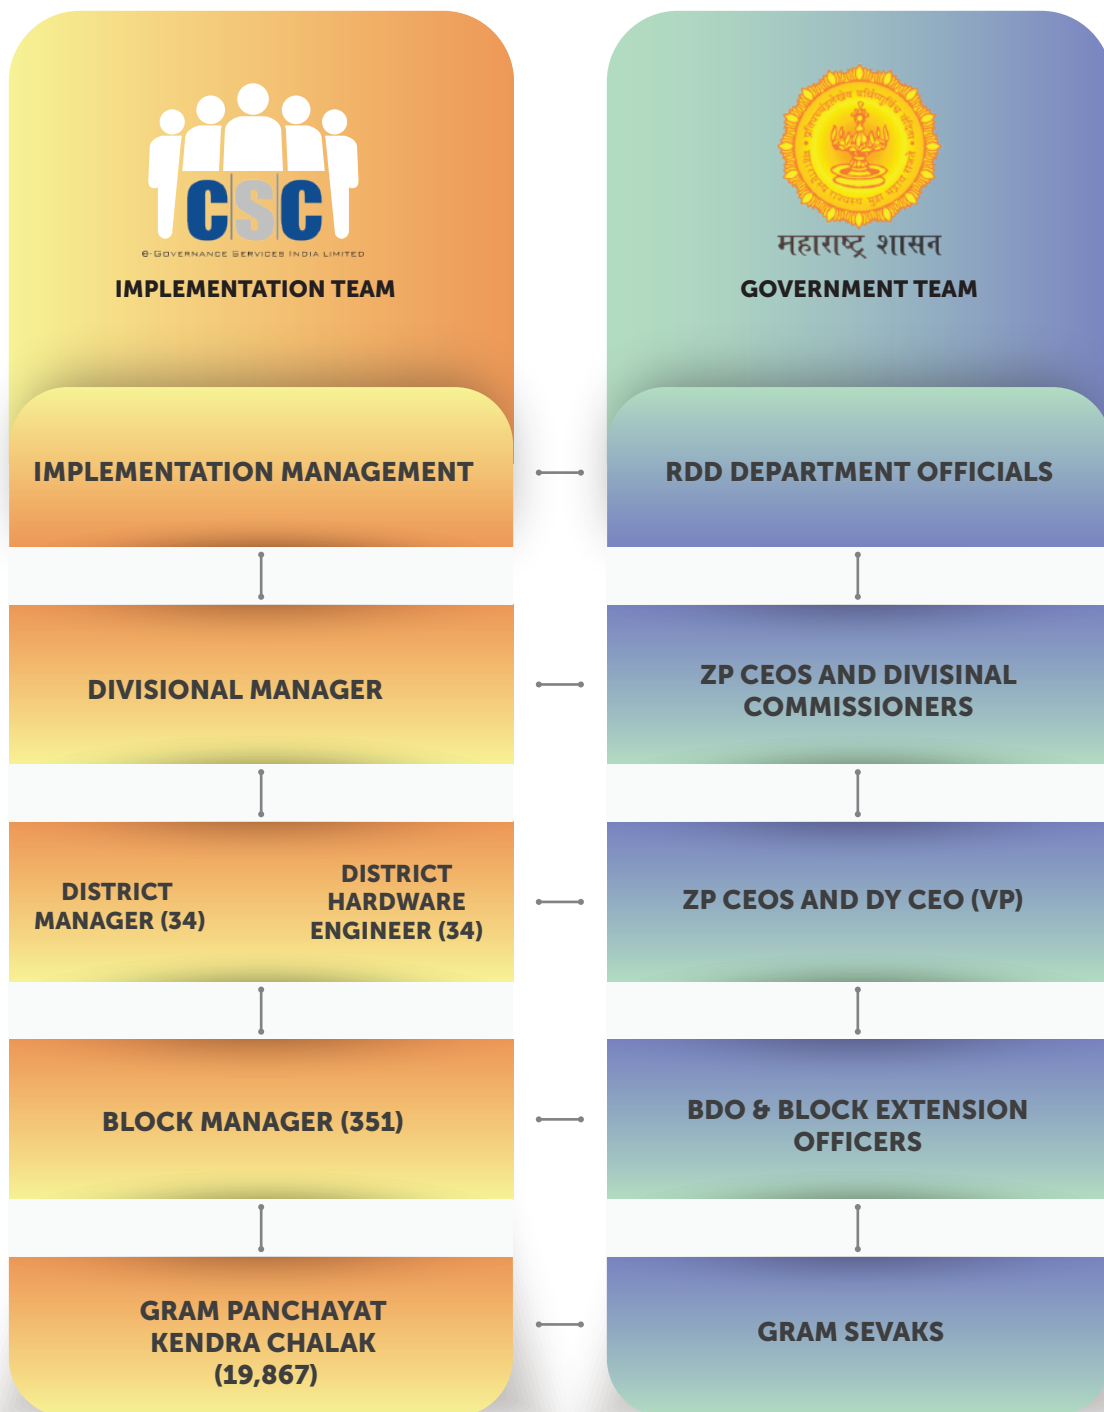 CSC
e-GOVERNANCE SERVICES INDIA LIMITED
IMPLEMENTATION TEAM
महाराष्ट्र शासन
GOVERNMENT TEAM
IMPLEMENTATION MANAGEMENT
RDD DEPARTMENT OFFICIALS
DIVISIONAL MANAGER
ZP CEOS AND DIVISINAL
COMMISSIONERS
DISTRICT
MANAGER (34)
DISTRICT
HARDWARE
ENGINEER (34)
ZP CEOS AND DY CEO (VP)
BLOCK MANAGER (351)
BDO & BLOCK EXTENSION
OFFICERS
GRAM PANCHAYAT
KENDRA CHALAK
(19,867)
GRAM SEVAKS